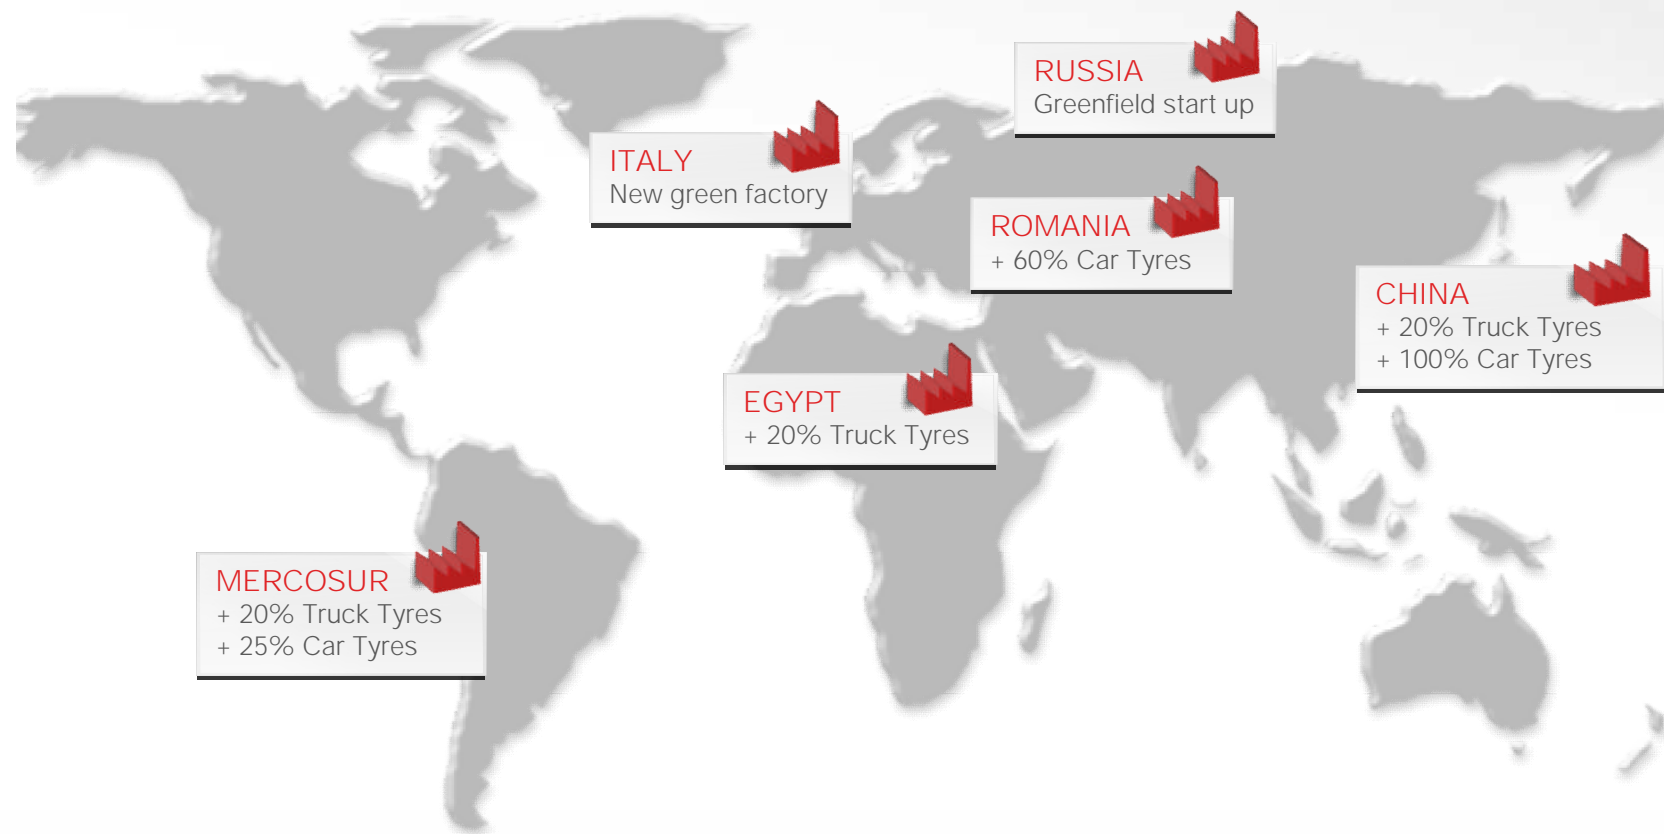 RUSSIA
Greenfield start up
ITALY
New green factory
ROMANIA
+ 60% Car Tyres
CHINA
+ 20% Truck Tyres
+ 100% Car Tyres
EGYPT
+ 20% Truck Tyres
MERCOSUR
+ 20% Truck Tyres
+ 25% Car Tyres